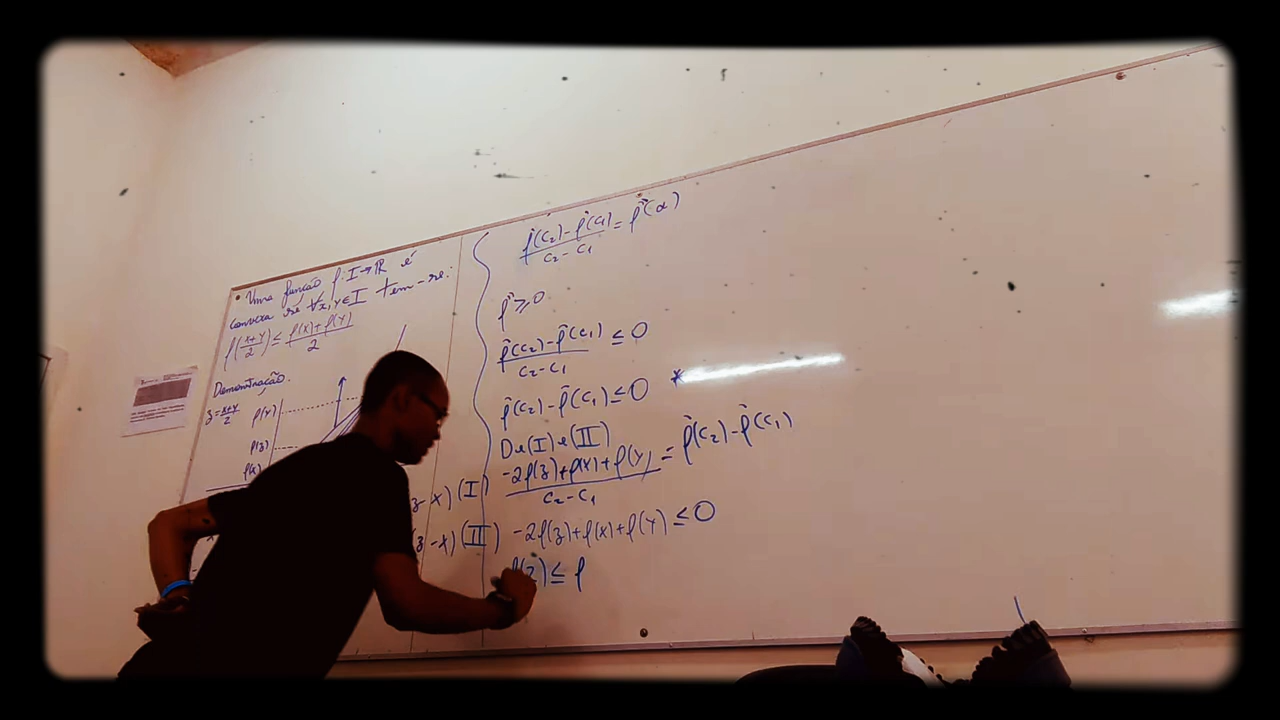 • Uma função f: I→ℝ é
convexa se ∀x,y∈I tem-se:
f((x+y)/2) ≤ (f(x)+f(y))/2
Demonstração.
z=(x+y)/2 f(y)
f(z)
f(x)
z-x) (I)
(z-x) (II)
(f'(c₂)-f'(c₁))/(c₂-c₁) = f''(α)
f''≥0
(f'(c₂)-f'(c₁))/(c₂-c₁) ≤ 0
f'(c₂)-f'(c₁) ≤ 0 *
De (I) e (II)
(-2f(z)+f(x)+f(y))/(c₂-c₁) = f'(c₂)-f'(c₁)
-2f(z)+f(x)+f(y) ≤ 0
f(z) ≤ f